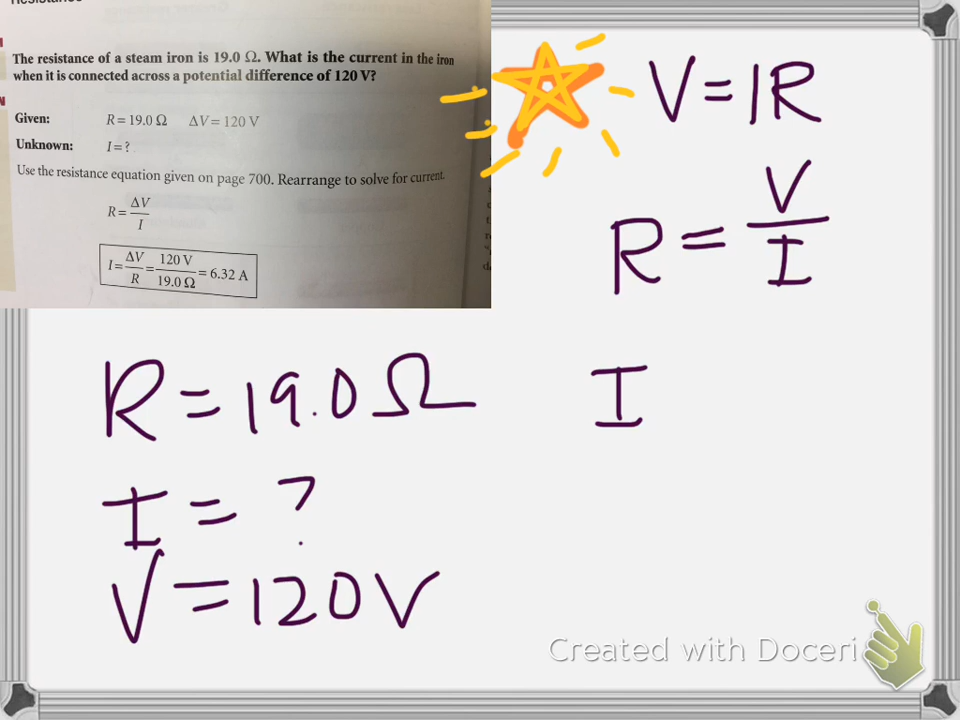 The resistance of a steam iron is 19.0 Ω. What is the current in the iron
when it is connected across a potential difference of 120 V?
Given: R = 19.0 Ω ΔV = 120 V
Unknown: I = ?
Use the resistance equation given on page 700. Rearrange to solve for current.
R = ΔV/I
I = ΔV/R = 120 V/19.0 Ω = 6.32 A
V = IR
R = V/I
R = 19.0 Ω
I
I = ?
V = 120 V
Created with Doceri